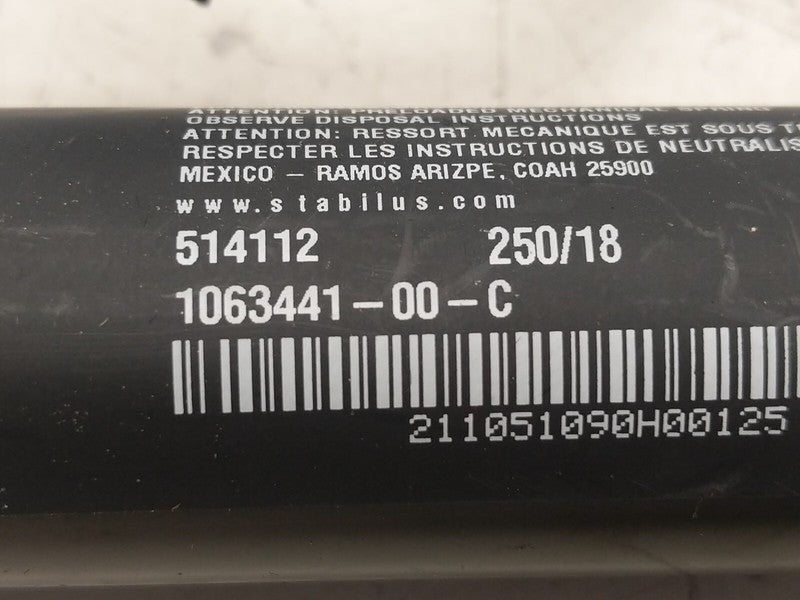 ATTENTION: PRELOADED MECHANICAL SPRING
OBSERVE DISPOSAL INSTRUCTIONS
ATTENTION: RESSORT MECANIQUE EST SOUS T
RESPECTER LES INSTRUCTIONS DE NEUTRALIS
MEXICO – RAMOS ARIZPE, COAH 25900
www.stabilus.com
514112 250/18
1063441-00-C
211051090H00125